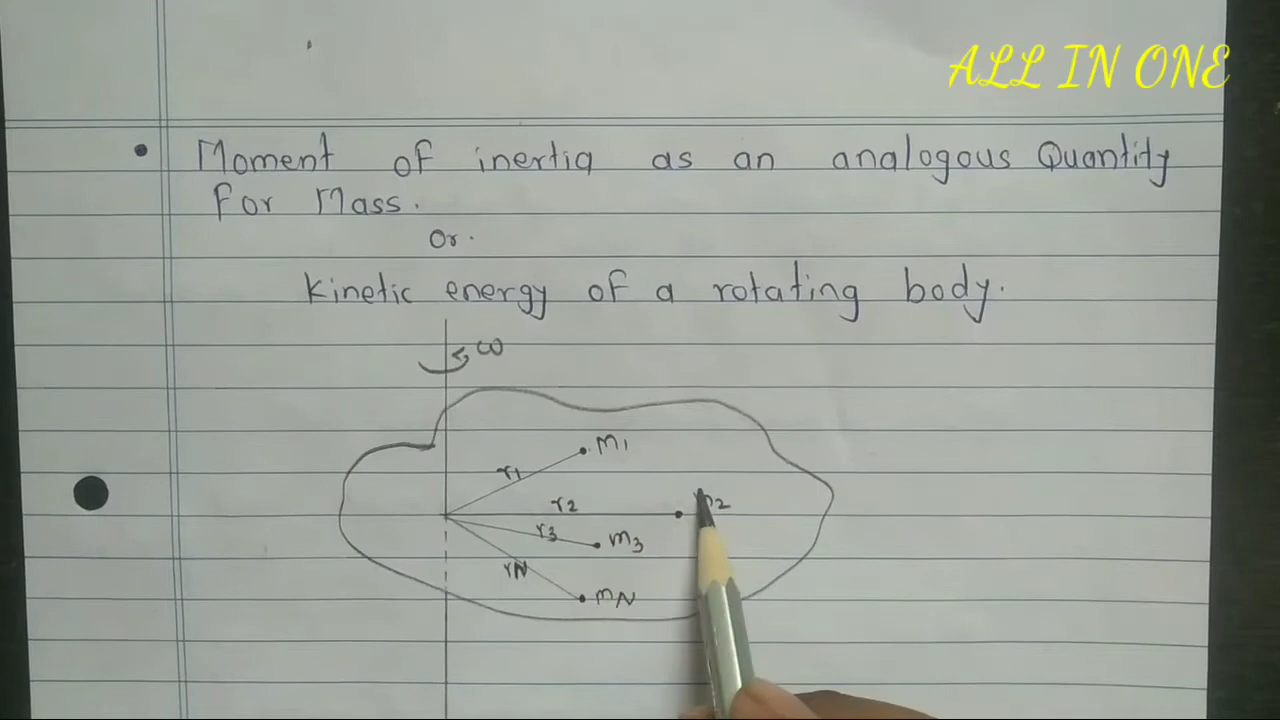 ALL IN ONE
Moment of inertia as an analogous Quantity
for Mass.
Or.
Kinetic energy of a rotating body.
ω
m1
r1
r2
m2
r3
m3
rN
mN